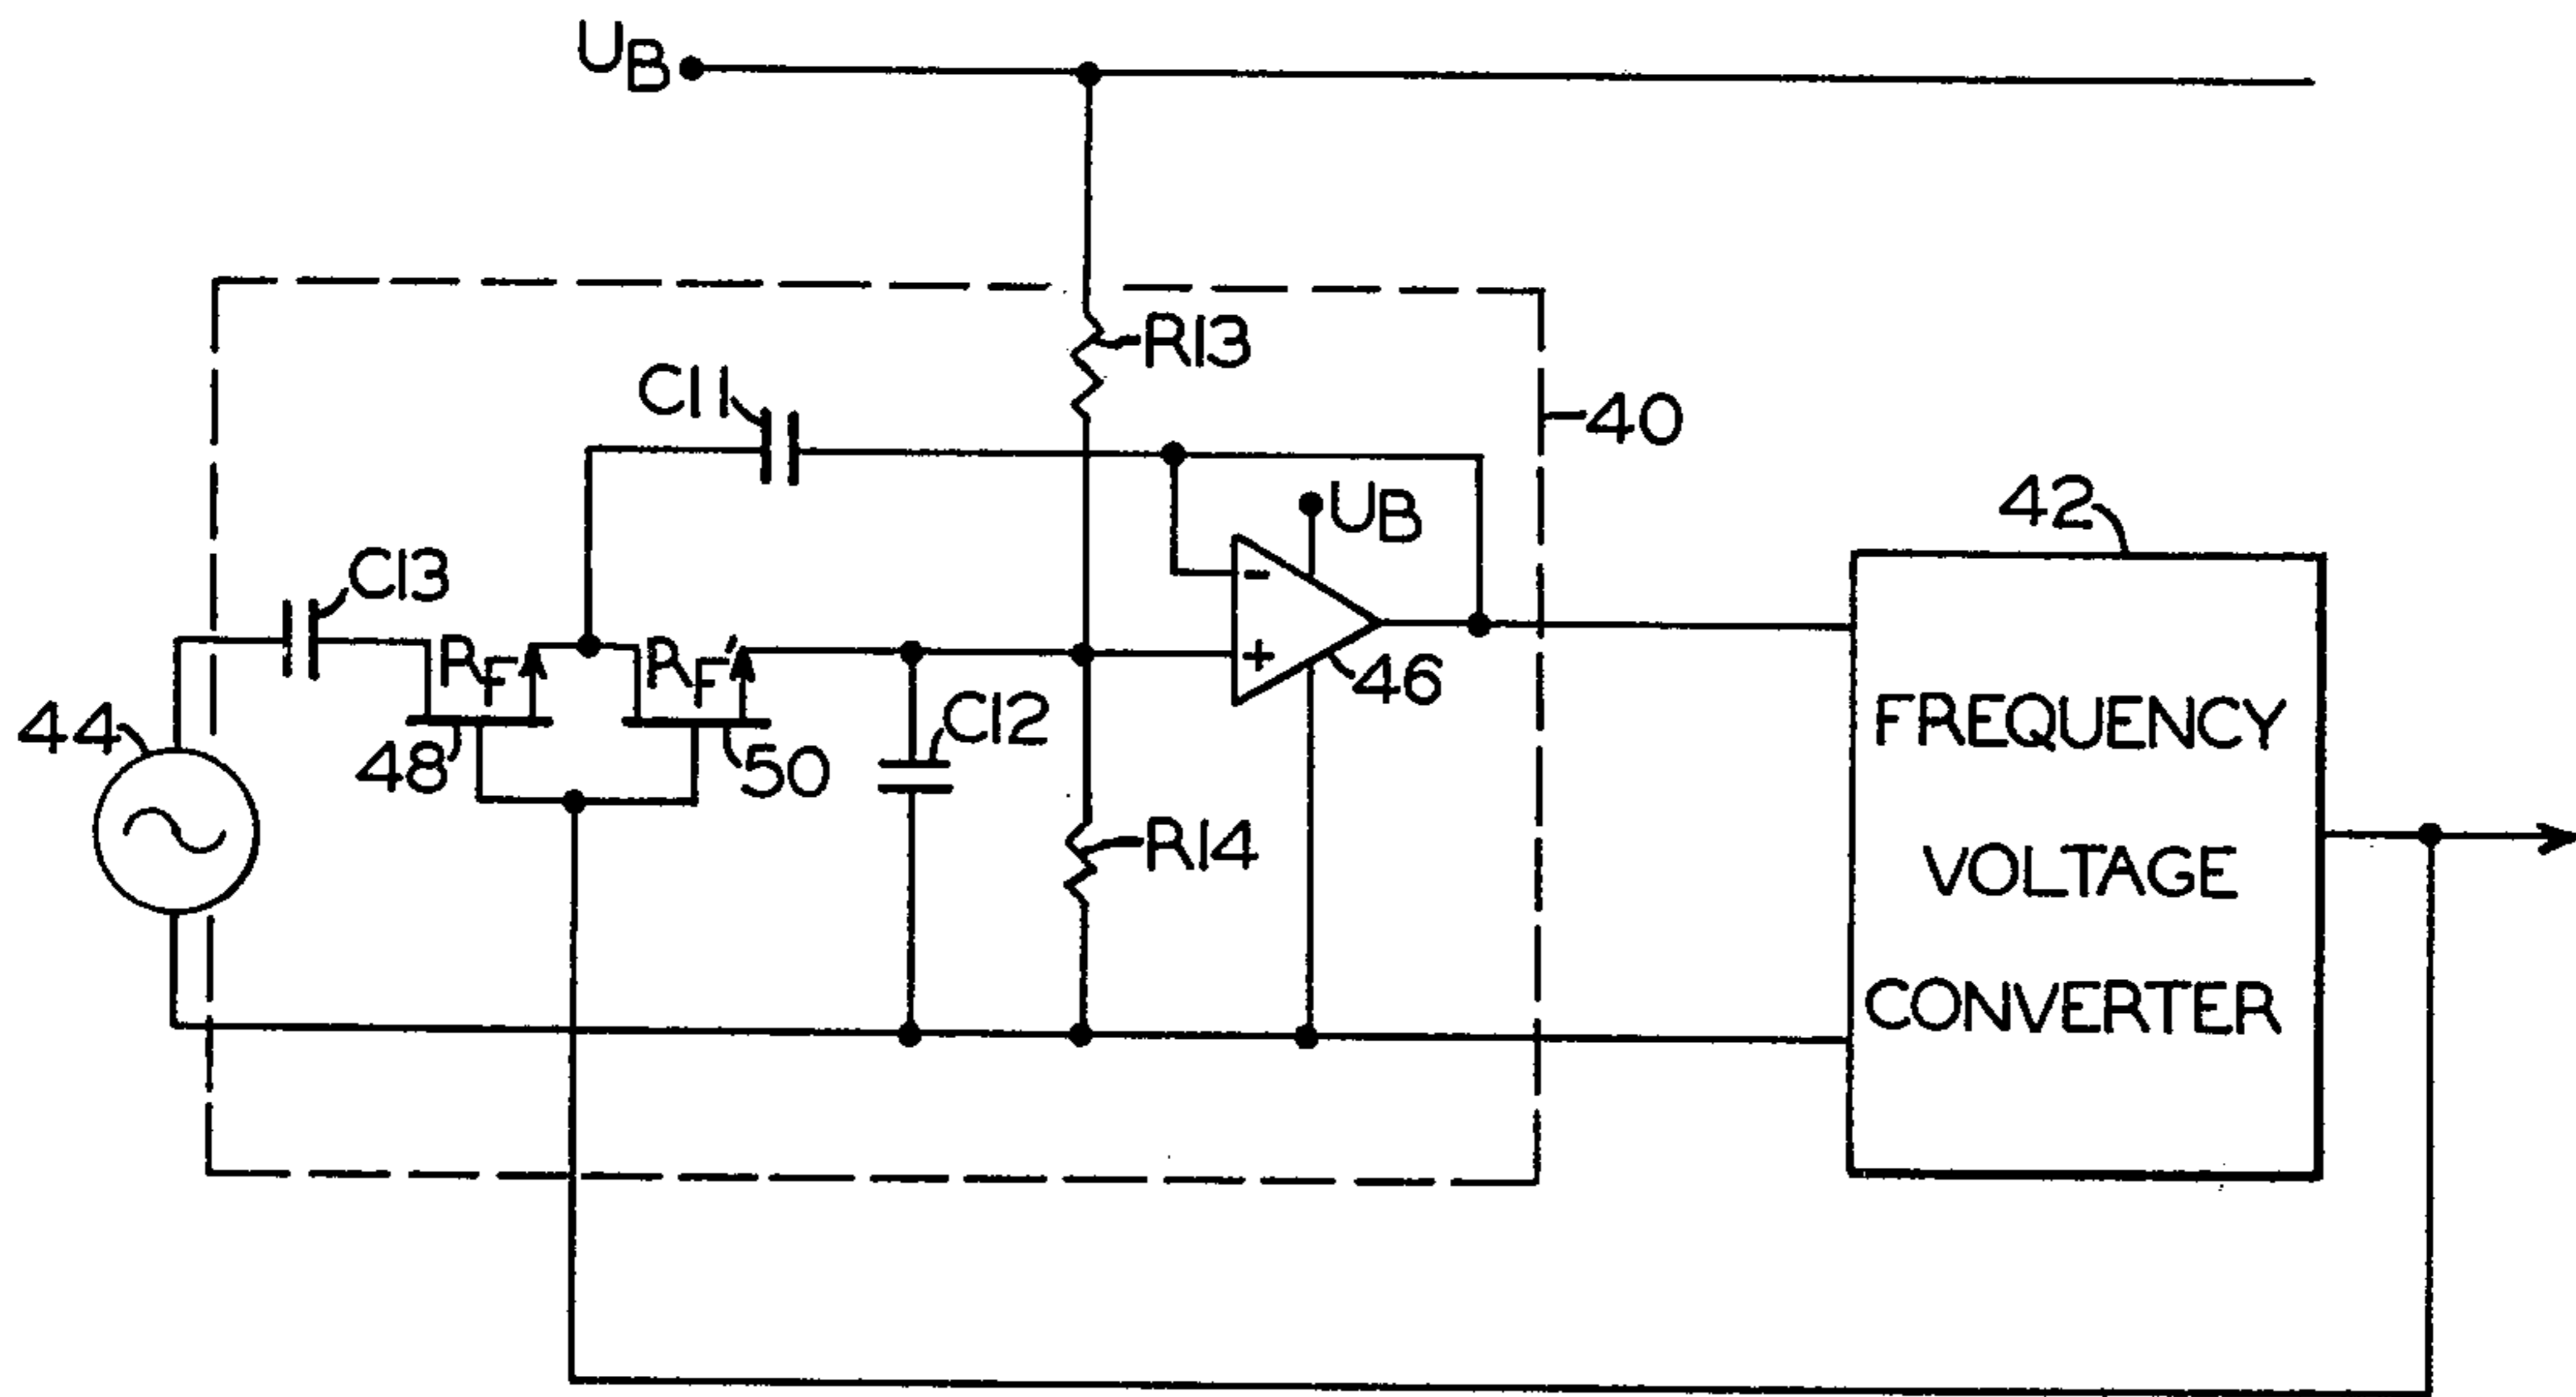 UB
R13
C11
40
UB
42
C13
RF
RF'
46
44
48
50
C12
FREQUENCY
VOLTAGE
CONVERTER
R14
-
+